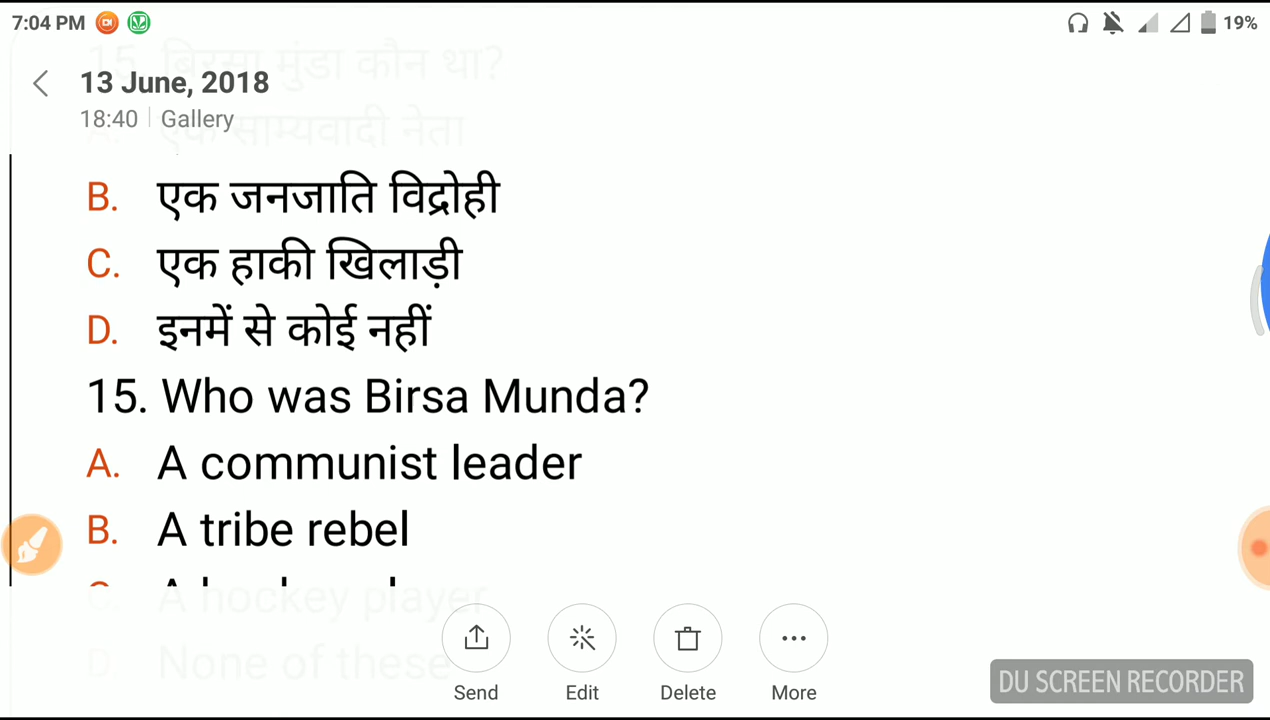 7:04 PM 19%
15. बिरसा मुंडा कौन था?
13 June, 2018
18:40 Gallery
A. एक साम्यवादी नेता
B. एक जनजाति विद्रोही
C. एक हाकी खिलाड़ी
D. इनमें से कोई नहीं
15. Who was Birsa Munda?
A. A communist leader
B. A tribe rebel
C. A hockey player
D. None of these
Send Edit Delete More
DU SCREEN RECORDER